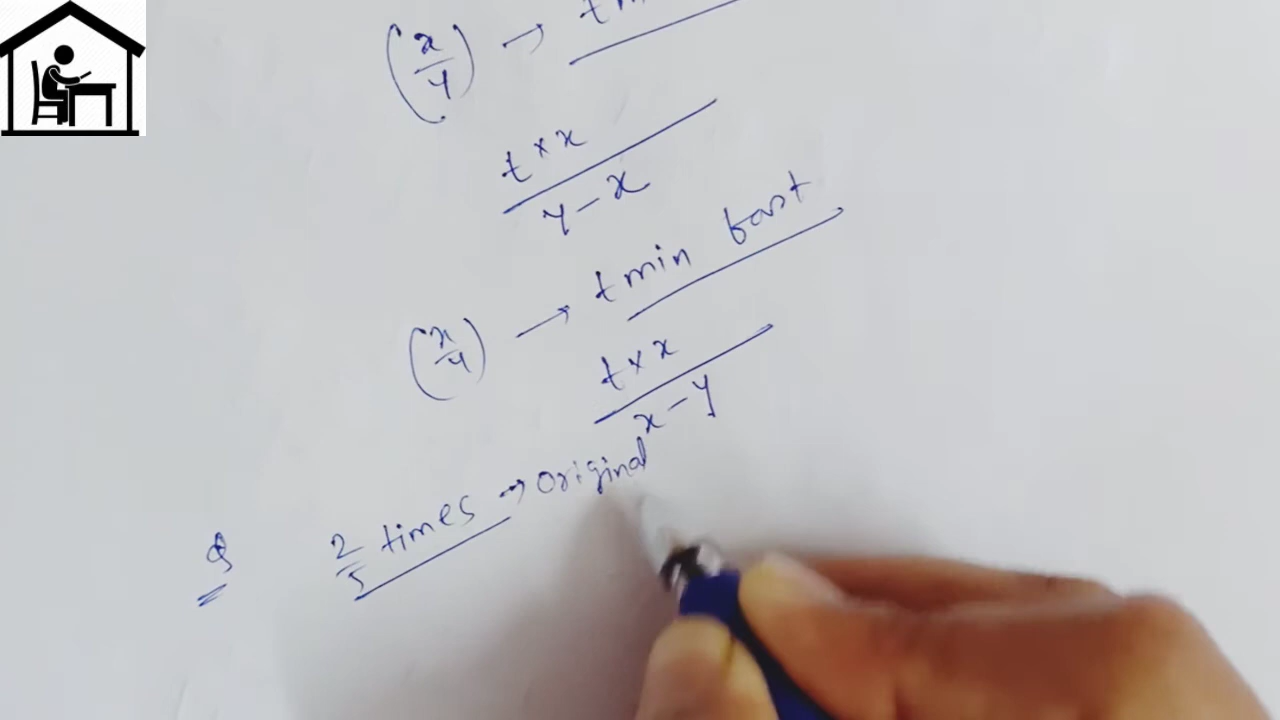 (x/y) → t
t × x
y - x
(x/y) → t min fast
t × x
x - y
Q 2/5 times → original